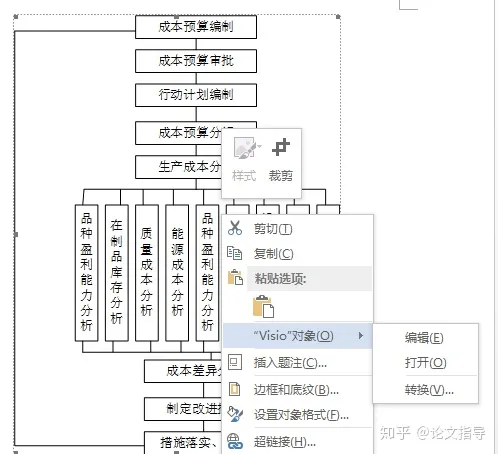 成本预算编制
成本预算审批
行动计划编制
成本预算分
生产成本分
样式
裁剪
品种盈利能力分析
在制品库存分析
质量成本分析
能源成本分析
品种盈利能力分析
剪切(T)
复制(C)
粘贴选项:
“Visio”对象(O)
编辑(E)
打开(O)
转换(V)...
插入题注(C)...
边框和底纹(B)...
设置对象格式(F)...
超链接(H)...
成本差异
制定改进
措施落实、
知乎 @论文指导